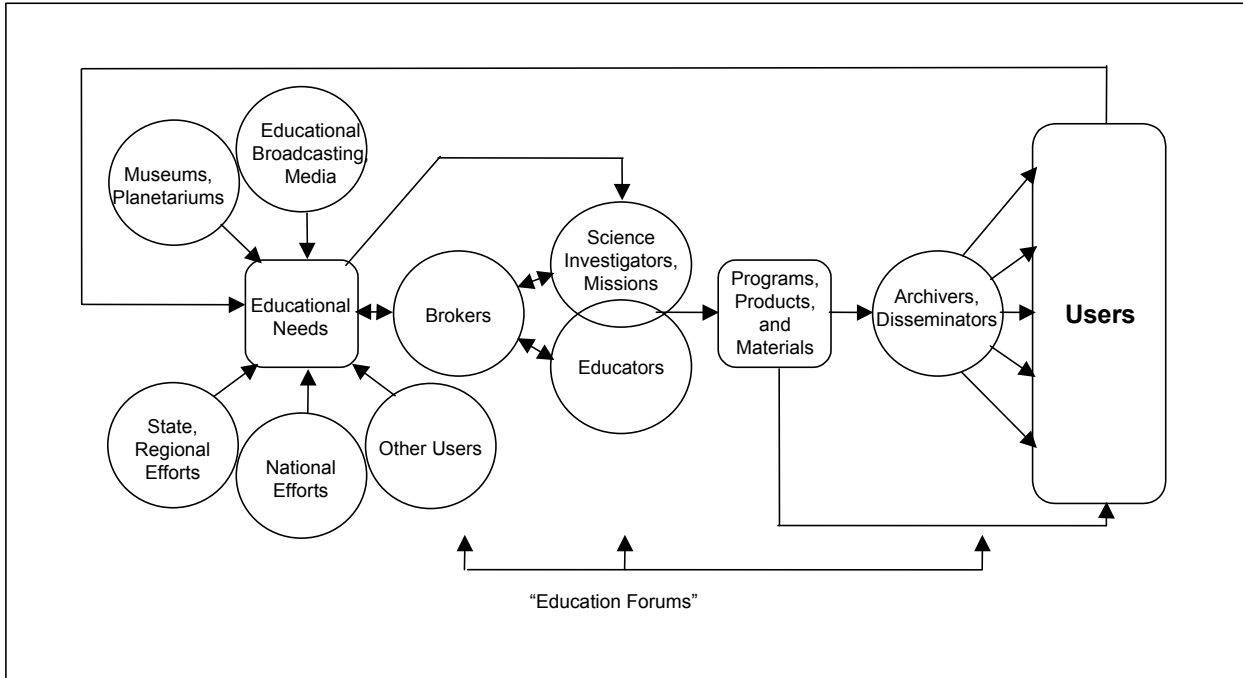 Educational
Broadcasting,
Media
Museums,
Planetariums
Science
Investigators,
Missions
Educational
Needs
Brokers
Educators
Programs,
Products,
and
Materials
Archivers,
Disseminators
Users
State,
Regional
Efforts
National
Efforts
Other Users
“Education Forums”